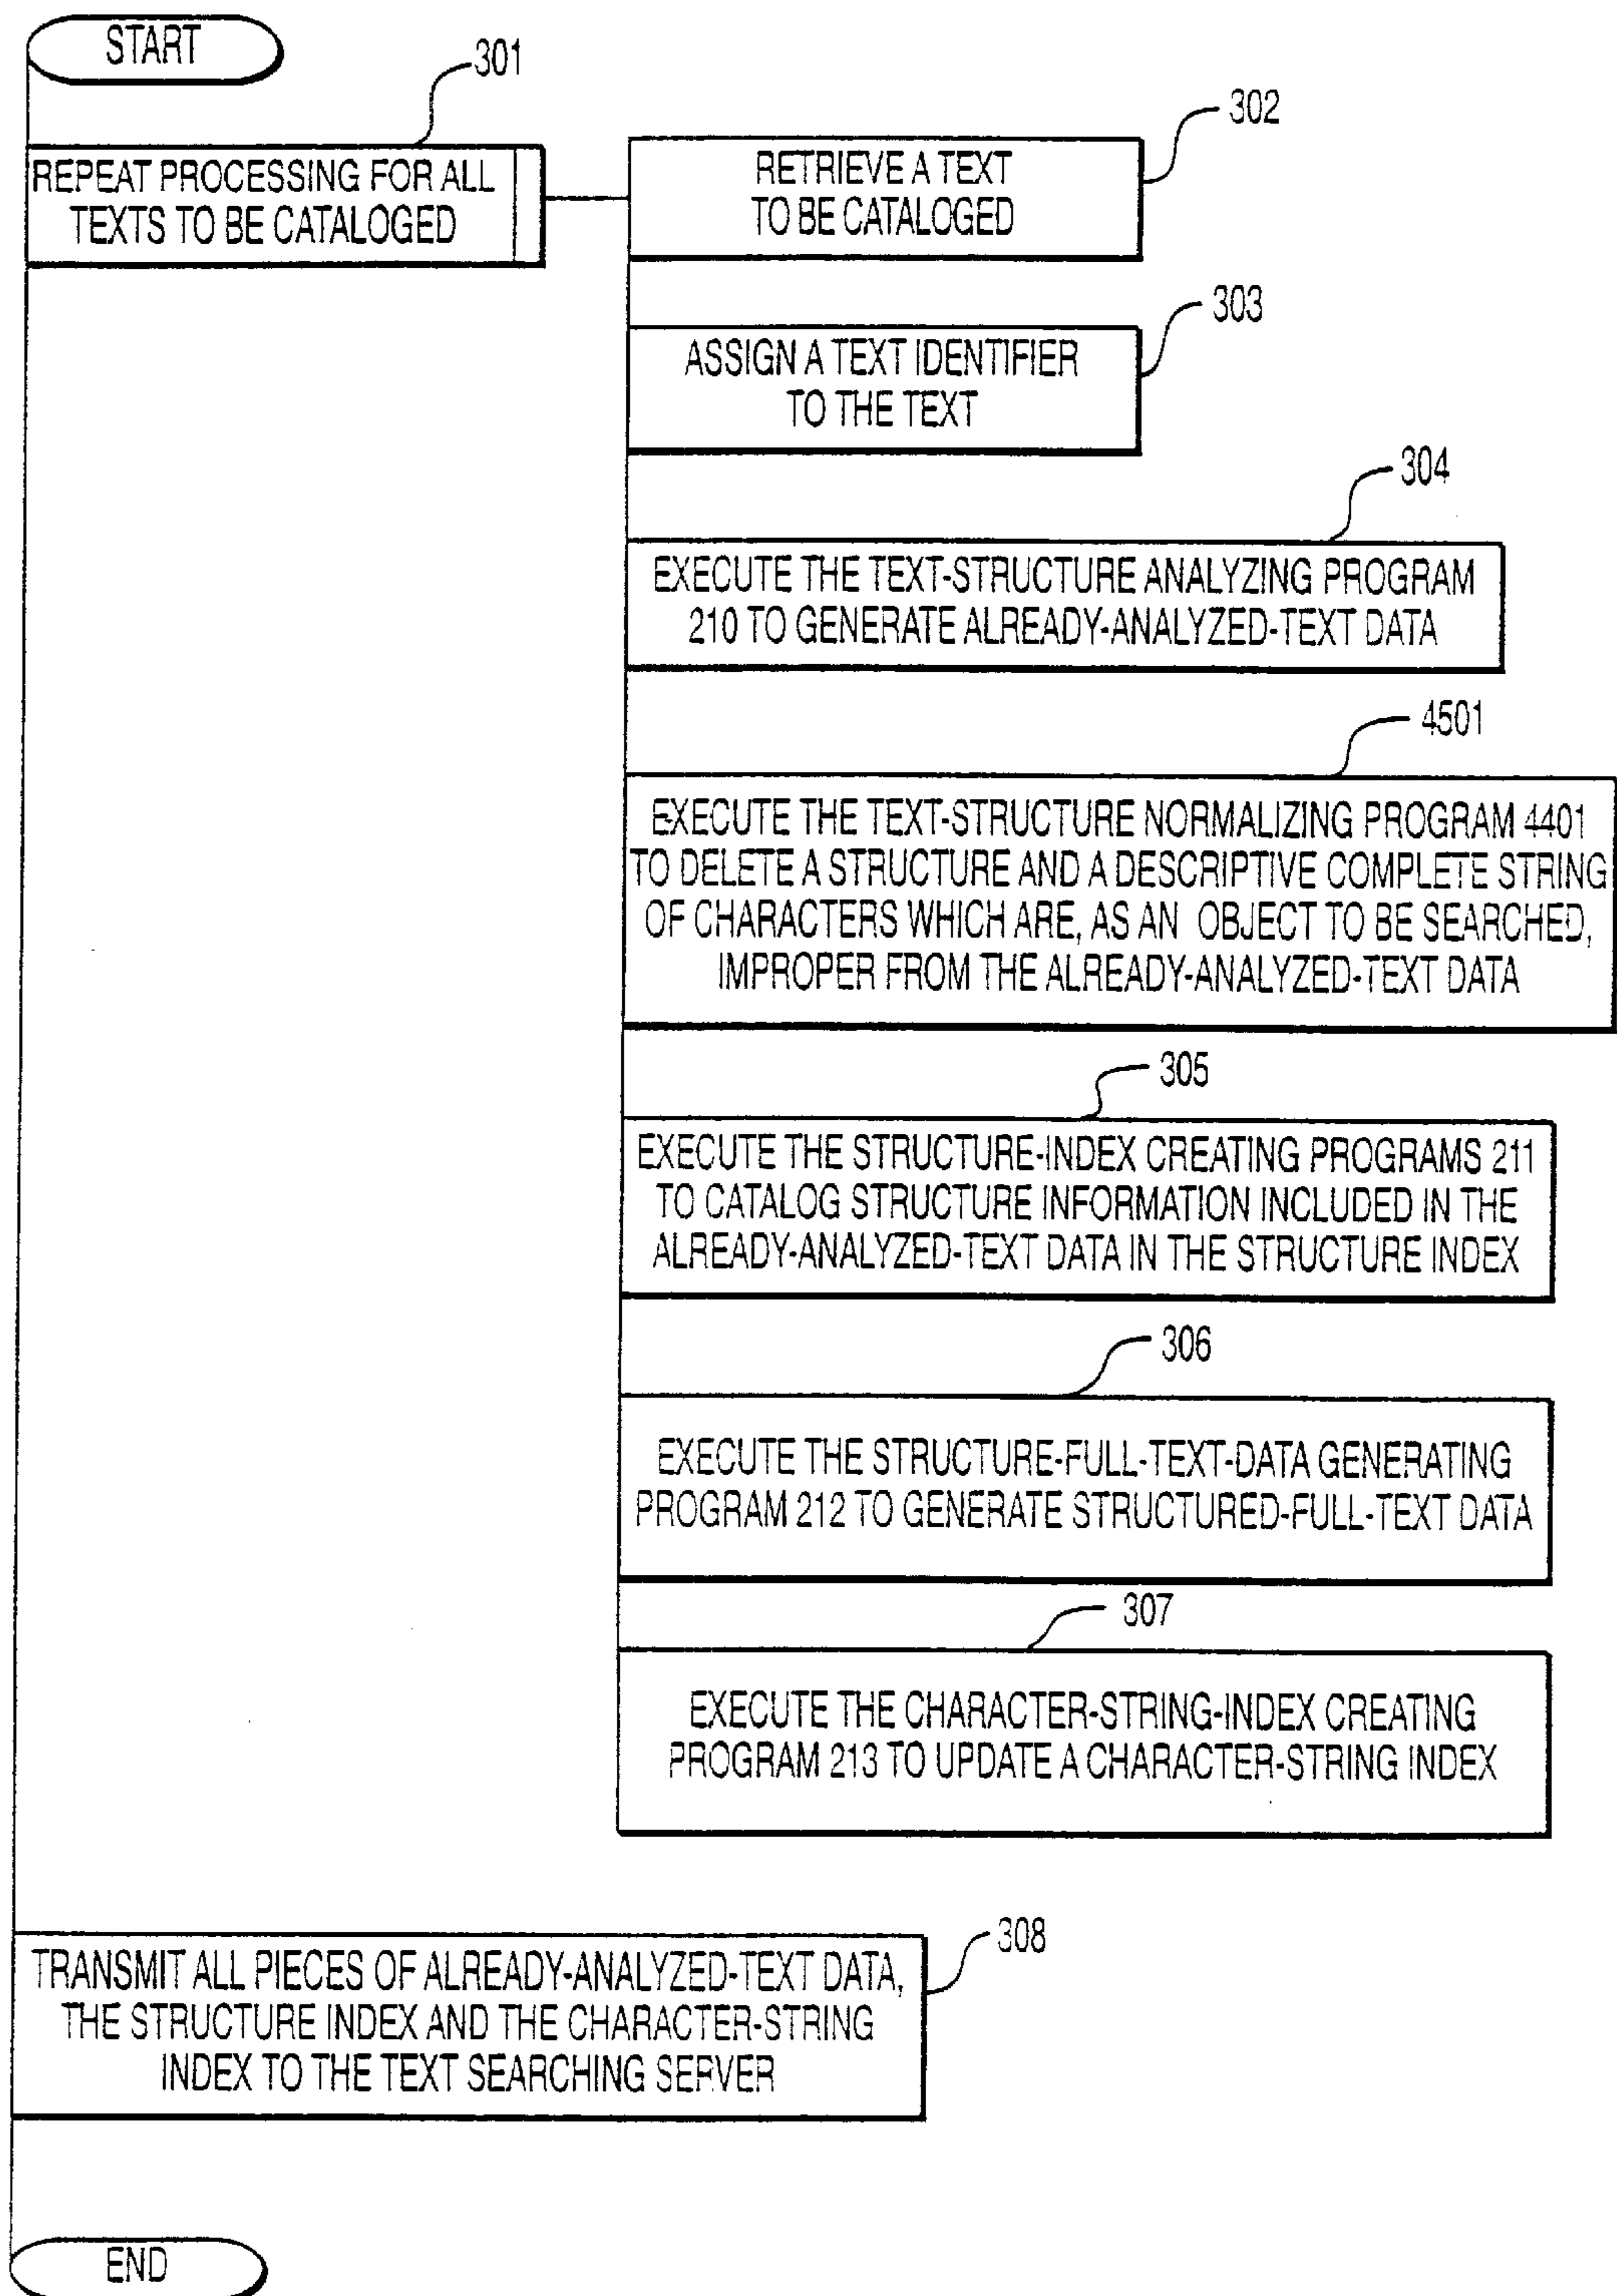 START
301
REPEAT PROCESSING FOR ALL
TEXTS TO BE CATALOGED
302
RETRIEVE A TEXT
TO BE CATALOGED
303
ASSIGN A TEXT IDENTIFIER
TO THE TEXT
304
EXECUTE THE TEXT-STRUCTURE ANALYZING PROGRAM
210 TO GENERATE ALREADY-ANALYZED-TEXT DATA
4501
EXECUTE THE TEXT-STRUCTURE NORMALIZING PROGRAM 4401
TO DELETE A STRUCTURE AND A DESCRIPTIVE COMPLETE STRING
OF CHARACTERS WHICH ARE, AS AN OBJECT TO BE SEARCHED,
IMPROPER FROM THE ALREADY-ANALYZED-TEXT DATA
305
EXECUTE THE STRUCTURE-INDEX CREATING PROGRAMS 211
TO CATALOG STRUCTURE INFORMATION INCLUDED IN THE
ALREADY-ANALYZED-TEXT DATA IN THE STRUCTURE INDEX
306
EXECUTE THE STRUCTURE-FULL-TEXT-DATA GENERATING
PROGRAM 212 TO GENERATE STRUCTURED-FULL-TEXT DATA
307
EXECUTE THE CHARACTER-STRING-INDEX CREATING
PROGRAM 213 TO UPDATE A CHARACTER-STRING INDEX
308
TRANSMIT ALL PIECES OF ALREADY-ANALYZED-TEXT DATA,
THE STRUCTURE INDEX AND THE CHARACTER-STRING
INDEX TO THE TEXT SEARCHING SERVER
END